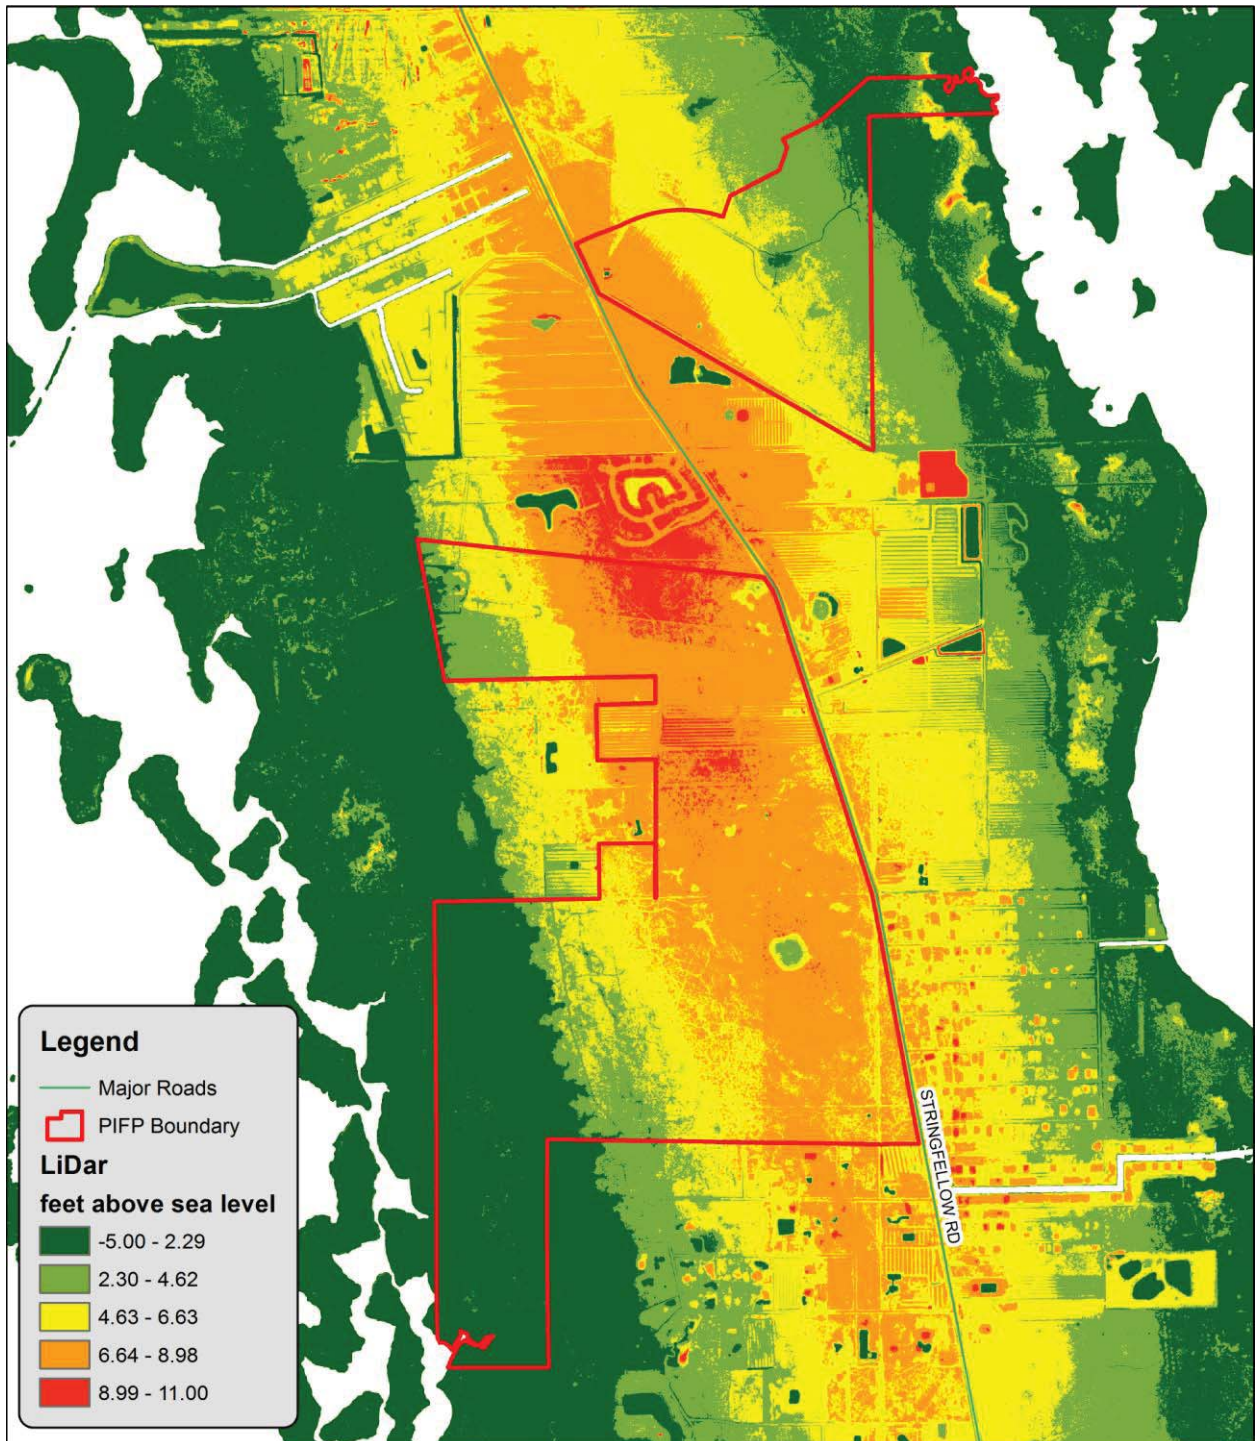 STRINGFELLOW RD
Legend
Major Roads
PIFP Boundary
LiDar
feet above sea level
-5.00 - 2.29
2.30 - 4.62
4.63 - 6.63
6.64 - 8.98
8.99 - 11.00